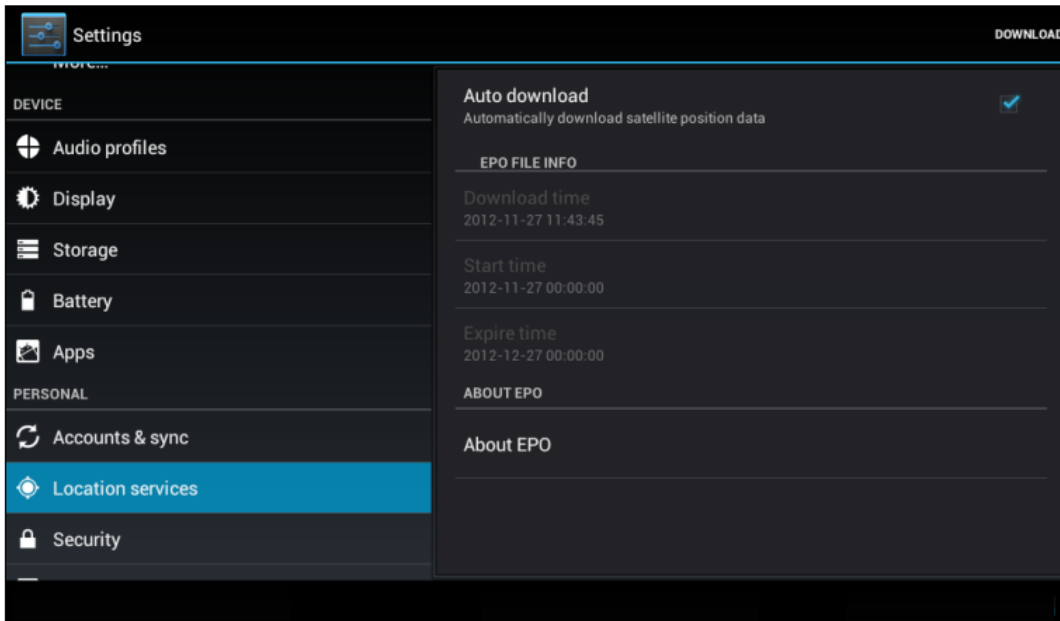 Settings
DOWNLOAD
More...
DEVICE
Audio profiles
Display
Storage
Battery
Apps
PERSONAL
Accounts & sync
Location services
Security
Auto download
Automatically download satellite position data
EPO FILE INFO
Download time
2012-11-27 11:43:45
Start time
2012-11-27 00:00:00
Expire time
2012-12-27 00:00:00
ABOUT EPO
About EPO